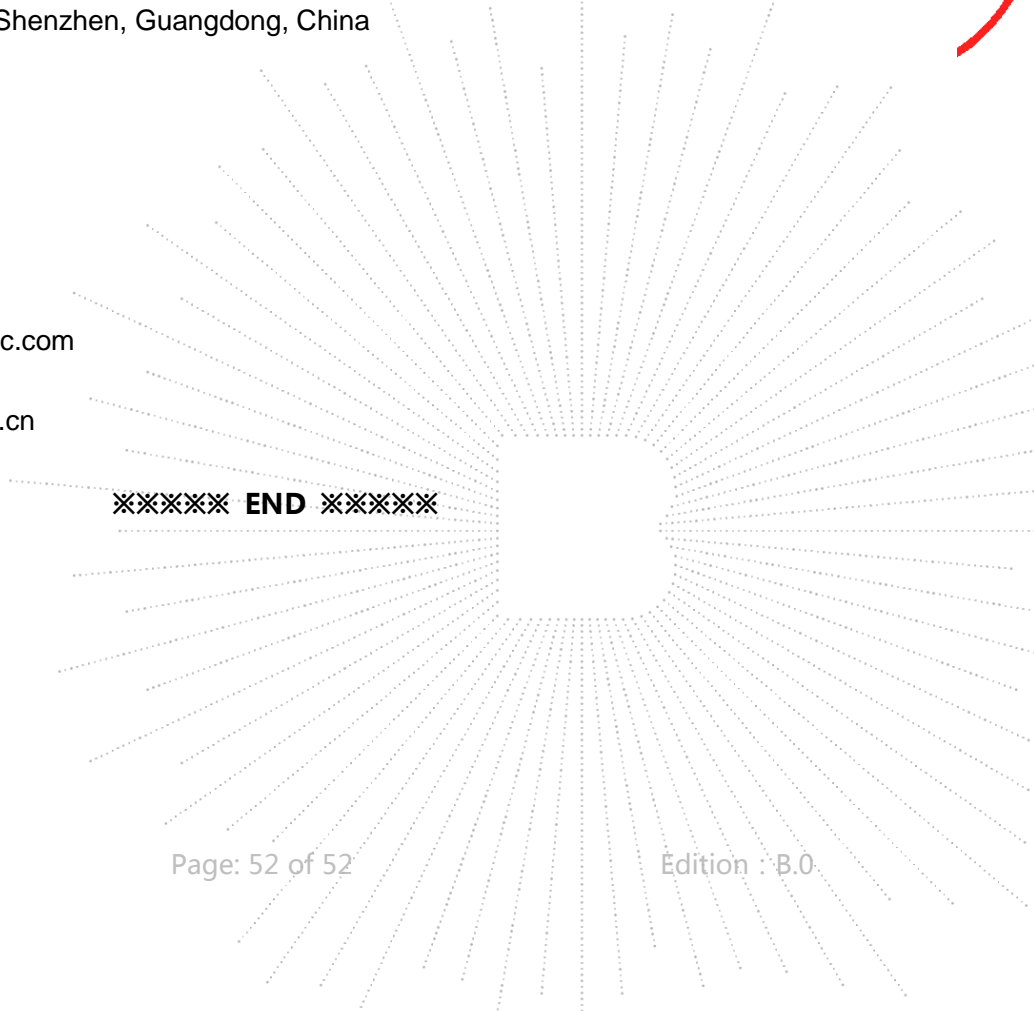 Shenzhen, Guangdong, China
c.com
.cn
※※※※※ END ※※※※※
Page: 52 of 52 Edition : B.0